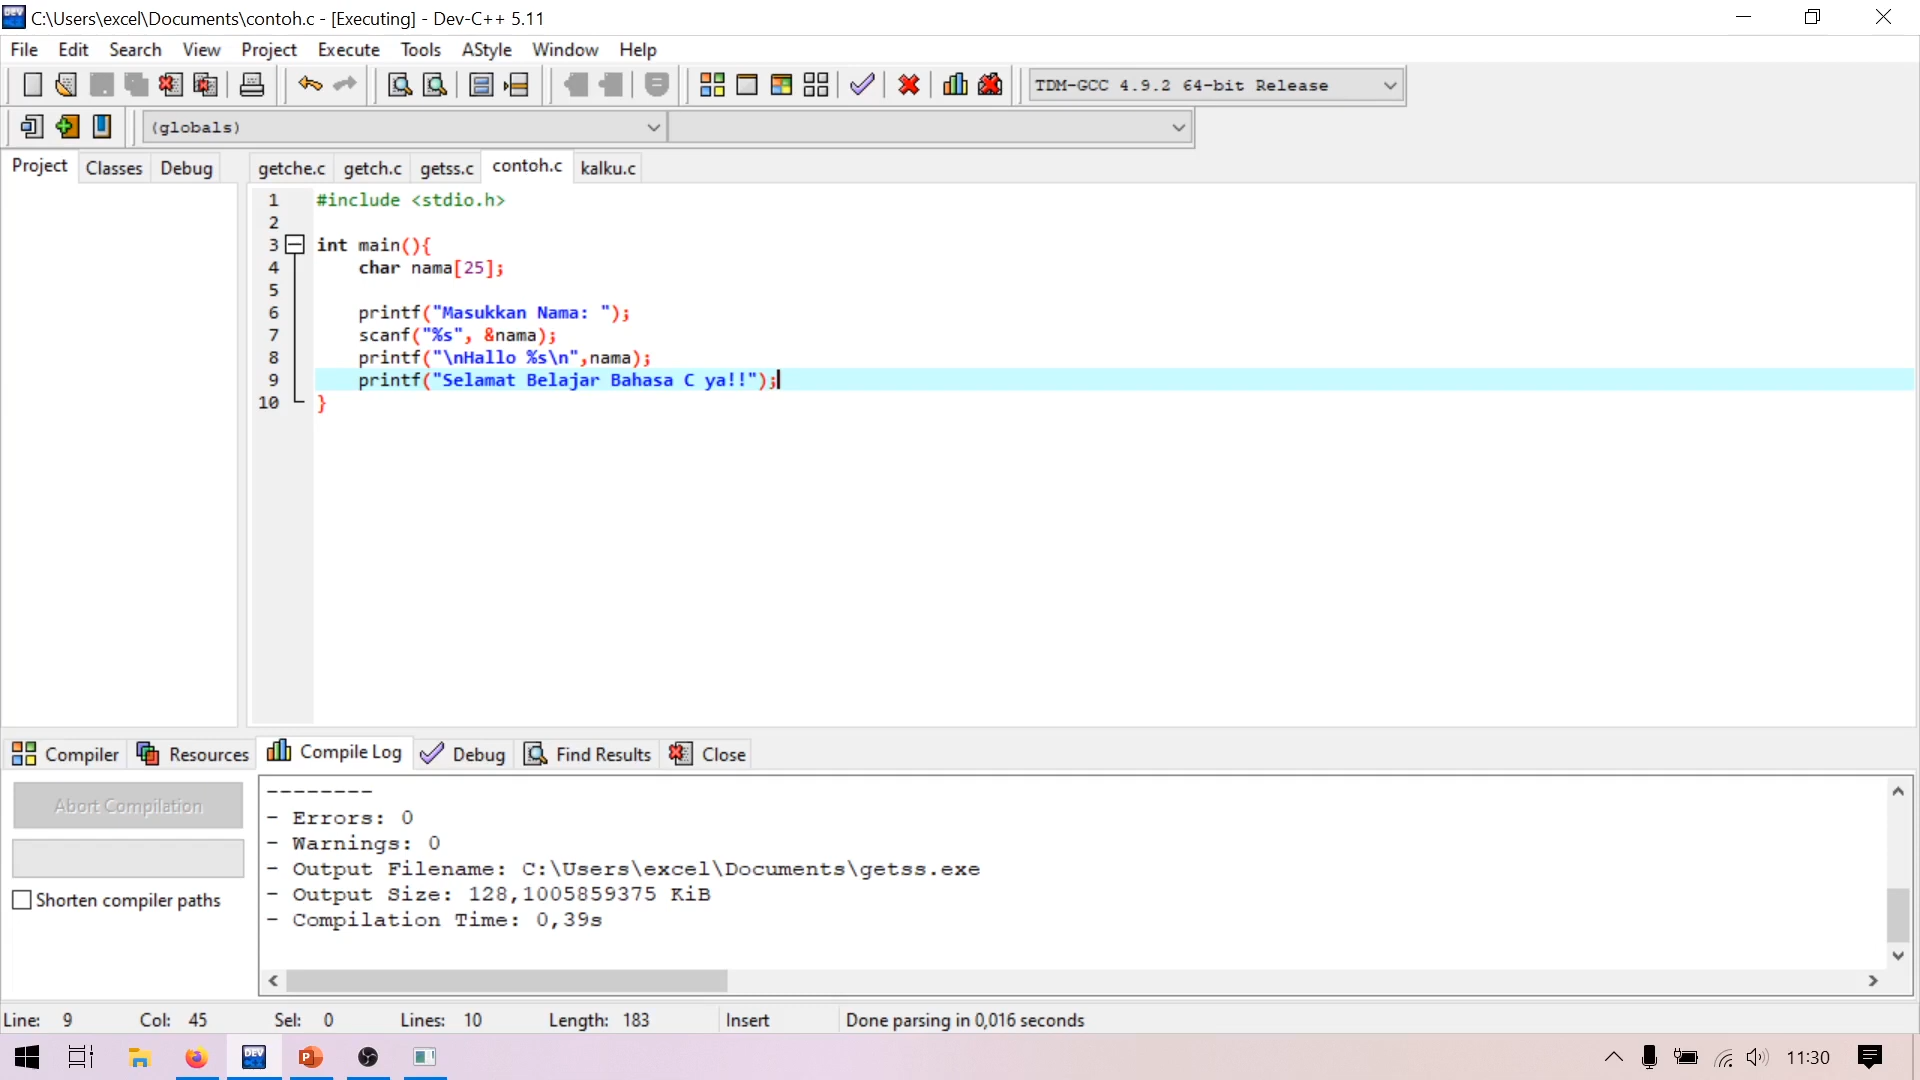 C:\Users\excel\Documents\contoh.c - [Executing] - Dev-C++ 5.11
File Edit Search View Project Execute Tools AStyle Window Help
TDM-GCC 4.9.2 64-bit Release
(globals)
Project Classes Debug getche.c getch.c getss.c contoh.c kalku.c
1 #include <stdio.h>
2
3 int main(){
4 char nama[25];
5
6 printf("Masukkan Nama: ");
7 scanf("%s", &nama);
8 printf("\nHallo %s\n",nama);
9 printf("Selamat Belajar Bahasa C ya!!");
10 }
Compiler Resources Compile Log Debug Find Results Close
Abort Compilation
Shorten compiler paths
--------
- Errors: 0
- Warnings: 0
- Output Filename: C:\Users\excel\Documents\getss.exe
- Output Size: 128,1005859375 KiB
- Compilation Time: 0,39s
Line: 9 Col: 45 Sel: 0 Lines: 10 Length: 183 Insert Done parsing in 0,016 seconds
DEV 11:30